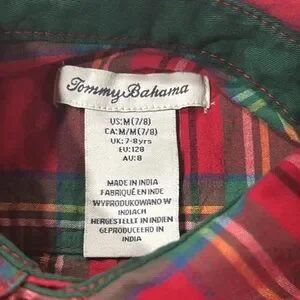 Tommy Bahama
US:M(7/8)
CA:M/M(7/8)
UK:7-8yrs
EU:128
AU:8
MADE IN INDIA
FABRIQUÉ EN INDE
WYPRODUKOWANO W
INDIACH
HERGESTELLT IN INDIEN
GEPRODUCEERD IN
INDIA